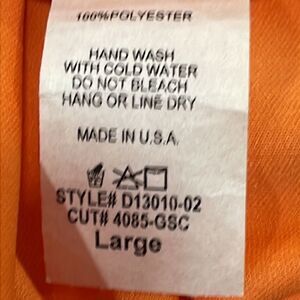 100%POLYESTER
HAND WASH
WITH COLD WATER
DO NOT BLEACH
HANG OR LINE DRY
MADE IN U.S.A.
STYLE# D13010-02
CUT# 4085-GSC
Large